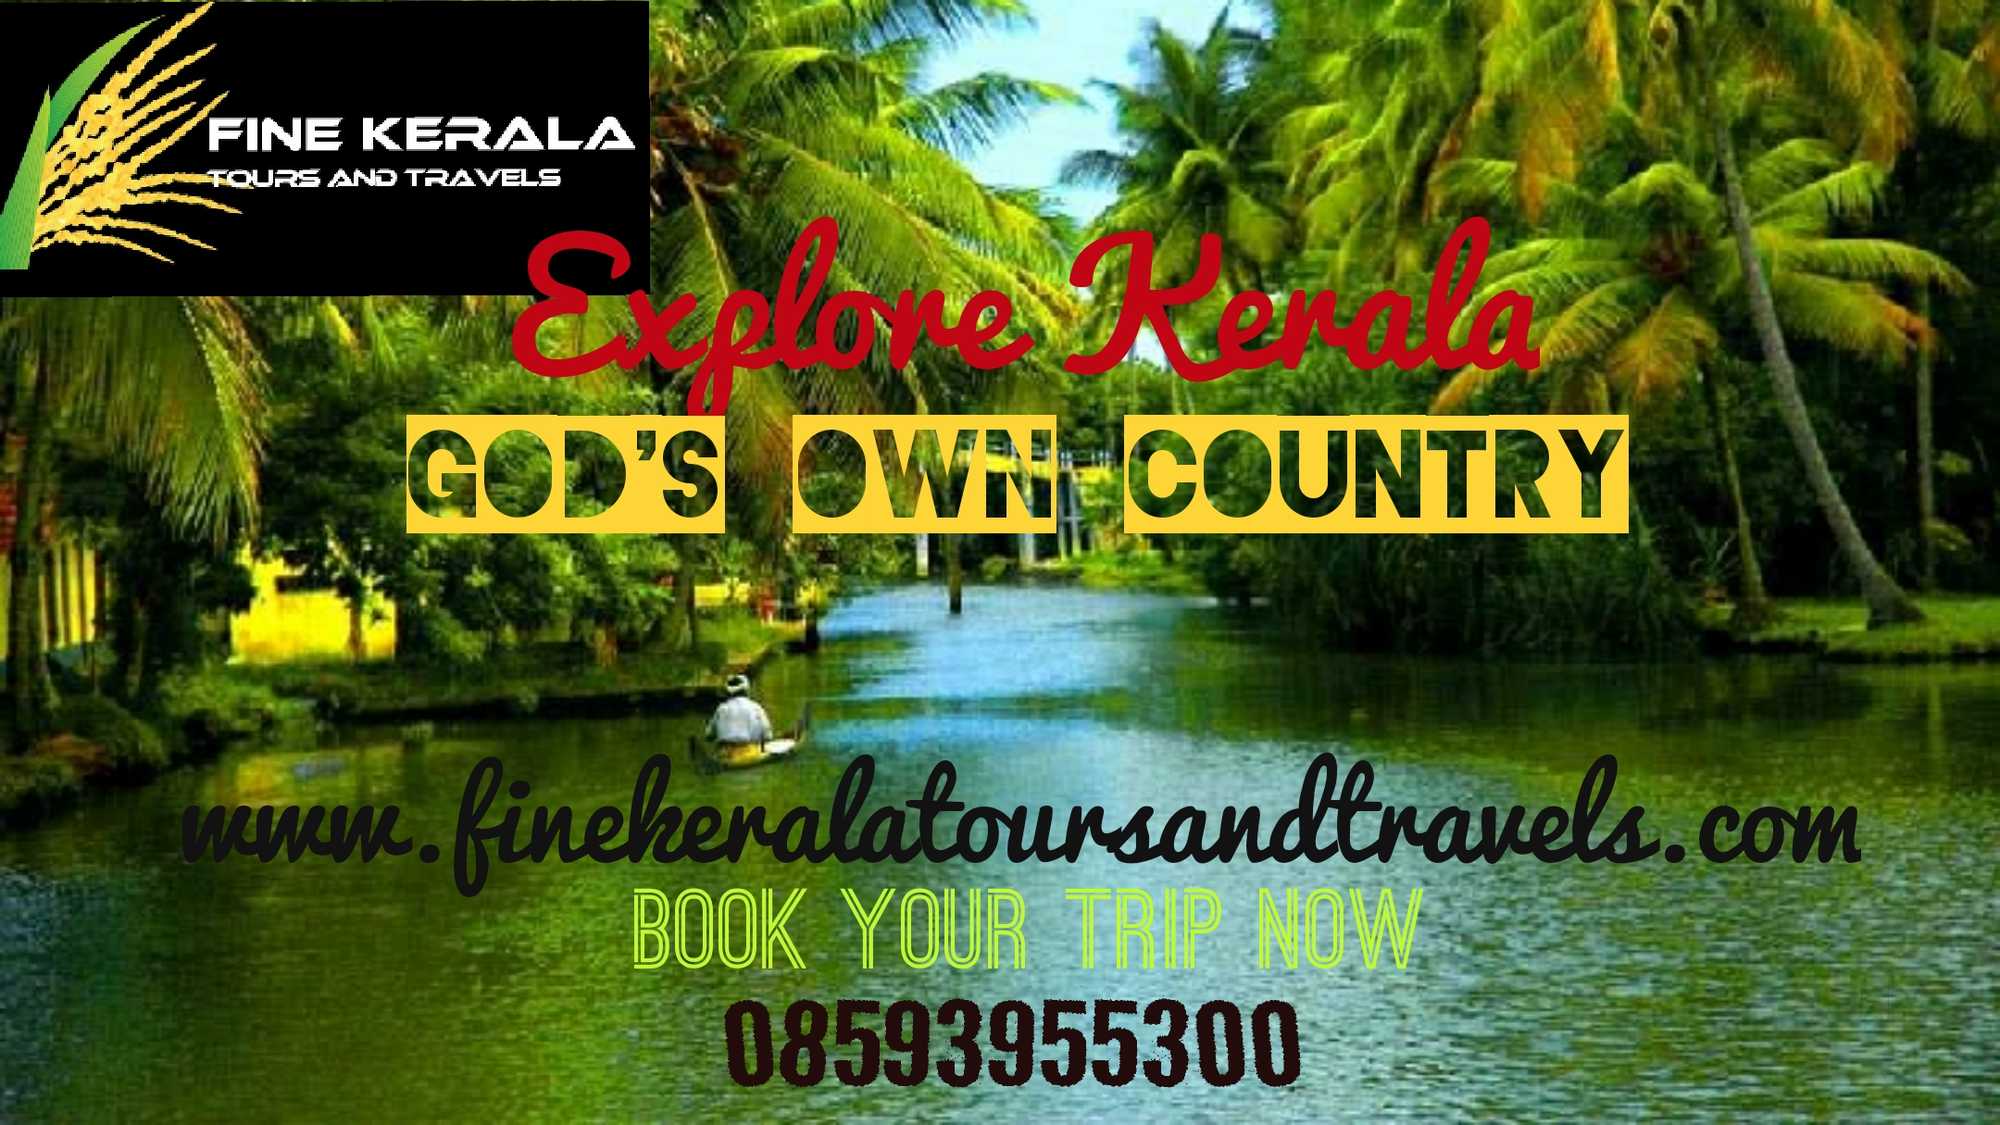 FINE KERALA
TOURS AND TRAVELS
Explore Kerala
GOD'S OWN COUNTRY
www.finekeralatoursandtravels.com
BOOK YOUR TRIP NOW
08593955300